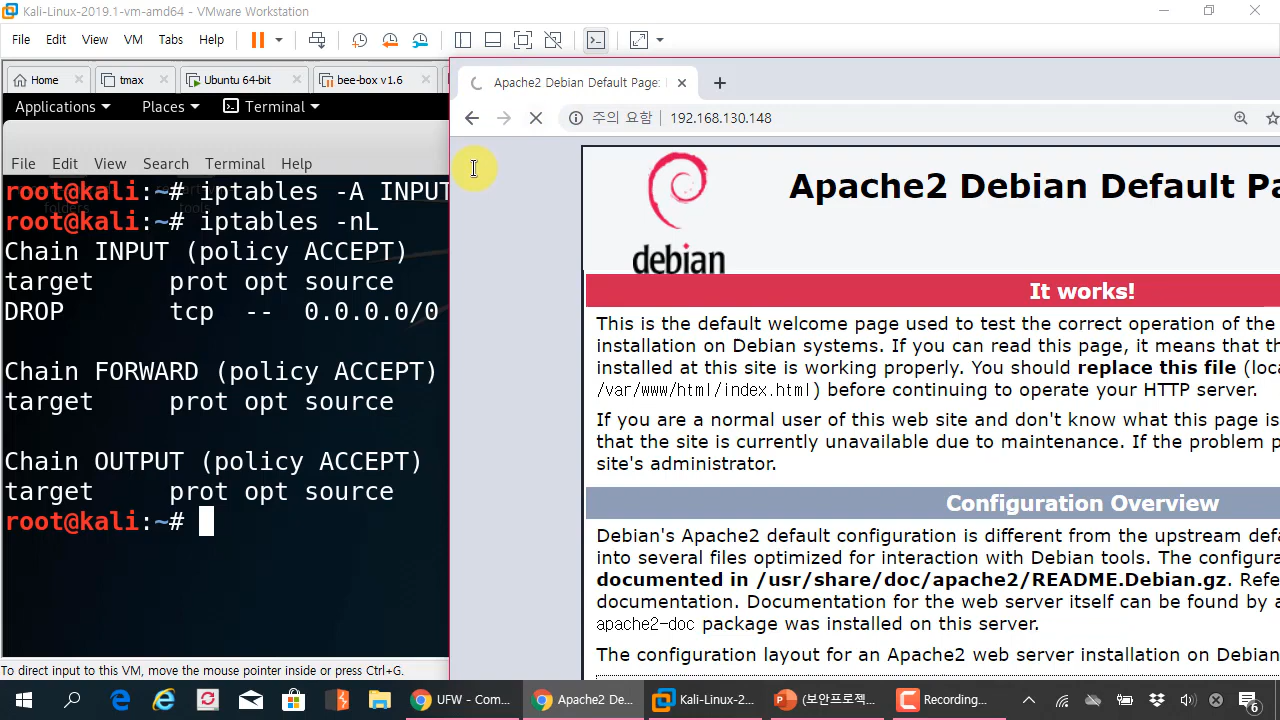 Kali-Linux-2019.1-vm-amd64 - VMware Workstation
File Edit View VM Tabs Help
Home tmax Ubuntu 64-bit bee-box v1.6
Applications Places Terminal
File Edit View Search Terminal Help
root@kali:~# iptables -A INPUT
root@kali:~# iptables -nL
Chain INPUT (policy ACCEPT)
target prot opt source
DROP tcp -- 0.0.0.0/0
Chain FORWARD (policy ACCEPT)
target prot opt source
Chain OUTPUT (policy ACCEPT)
target prot opt source
root@kali:~#
To direct input to this VM, move the mouse pointer inside or press Ctrl+G.
Apache2 Debian Default Page:
주의 요함 192.168.130.148
debian
Apache2 Debian Default Pa
It works!
This is the default welcome page used to test the correct operation of the
installation on Debian systems. If you can read this page, it means that th
installed at this site is working properly. You should replace this file (loca
/var/www/html/index.html) before continuing to operate your HTTP server.
If you are a normal user of this web site and don't know what this page is
that the site is currently unavailable due to maintenance. If the problem p
site's administrator.
Configuration Overview
Debian's Apache2 default configuration is different from the upstream defa
into several files optimized for interaction with Debian tools. The configura
documented in /usr/share/doc/apache2/README.Debian.gz. Refe
documentation. Documentation for the web server itself can be found by a
apache2-doc package was installed on this server.
The configuration layout for an Apache2 web server installation on Debian
UFW - Com... Apache2 De... Kali-Linux-2... (보안프로젝... Recording... 6